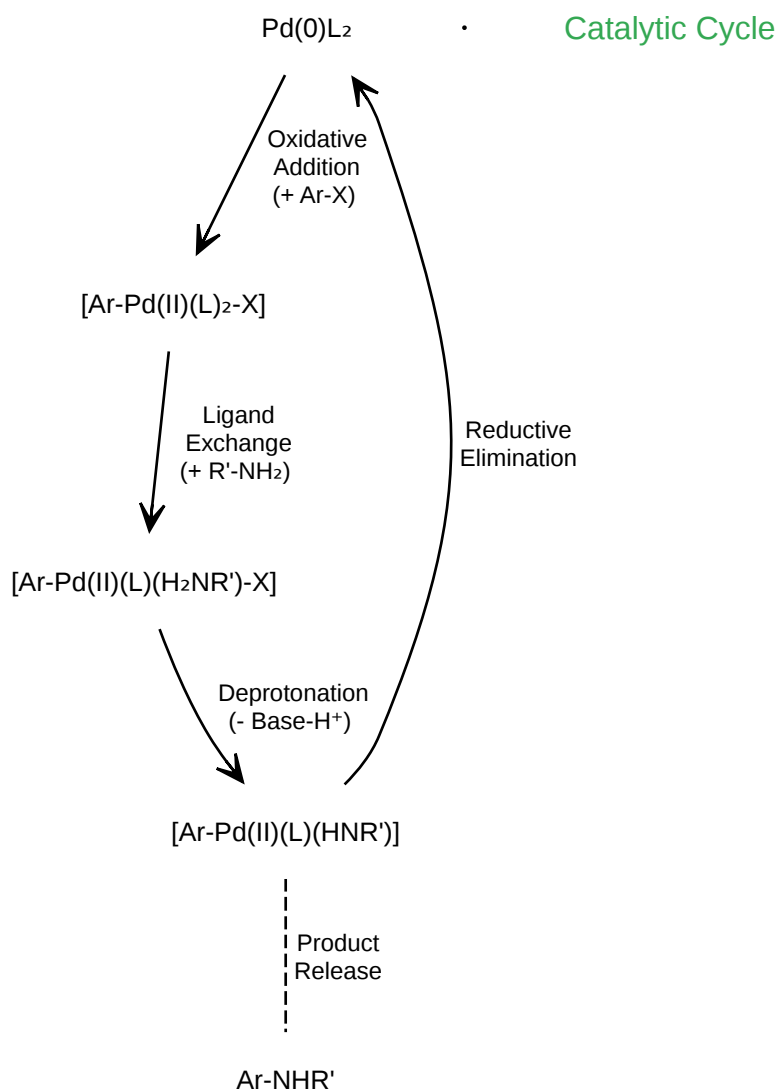 Pd(0)L₂
Catalytic Cycle
Oxidative
Addition
(+ Ar-X)
[Ar-Pd(II)(L)₂-X]
Ligand
Exchange
(+ R'-NH₂)
Reductive
Elimination
[Ar-Pd(II)(L)(H₂NR')-X]
Deprotonation
(- Base-H⁺)
[Ar-Pd(II)(L)(HNR')]
Product
Release
Ar-NHR'